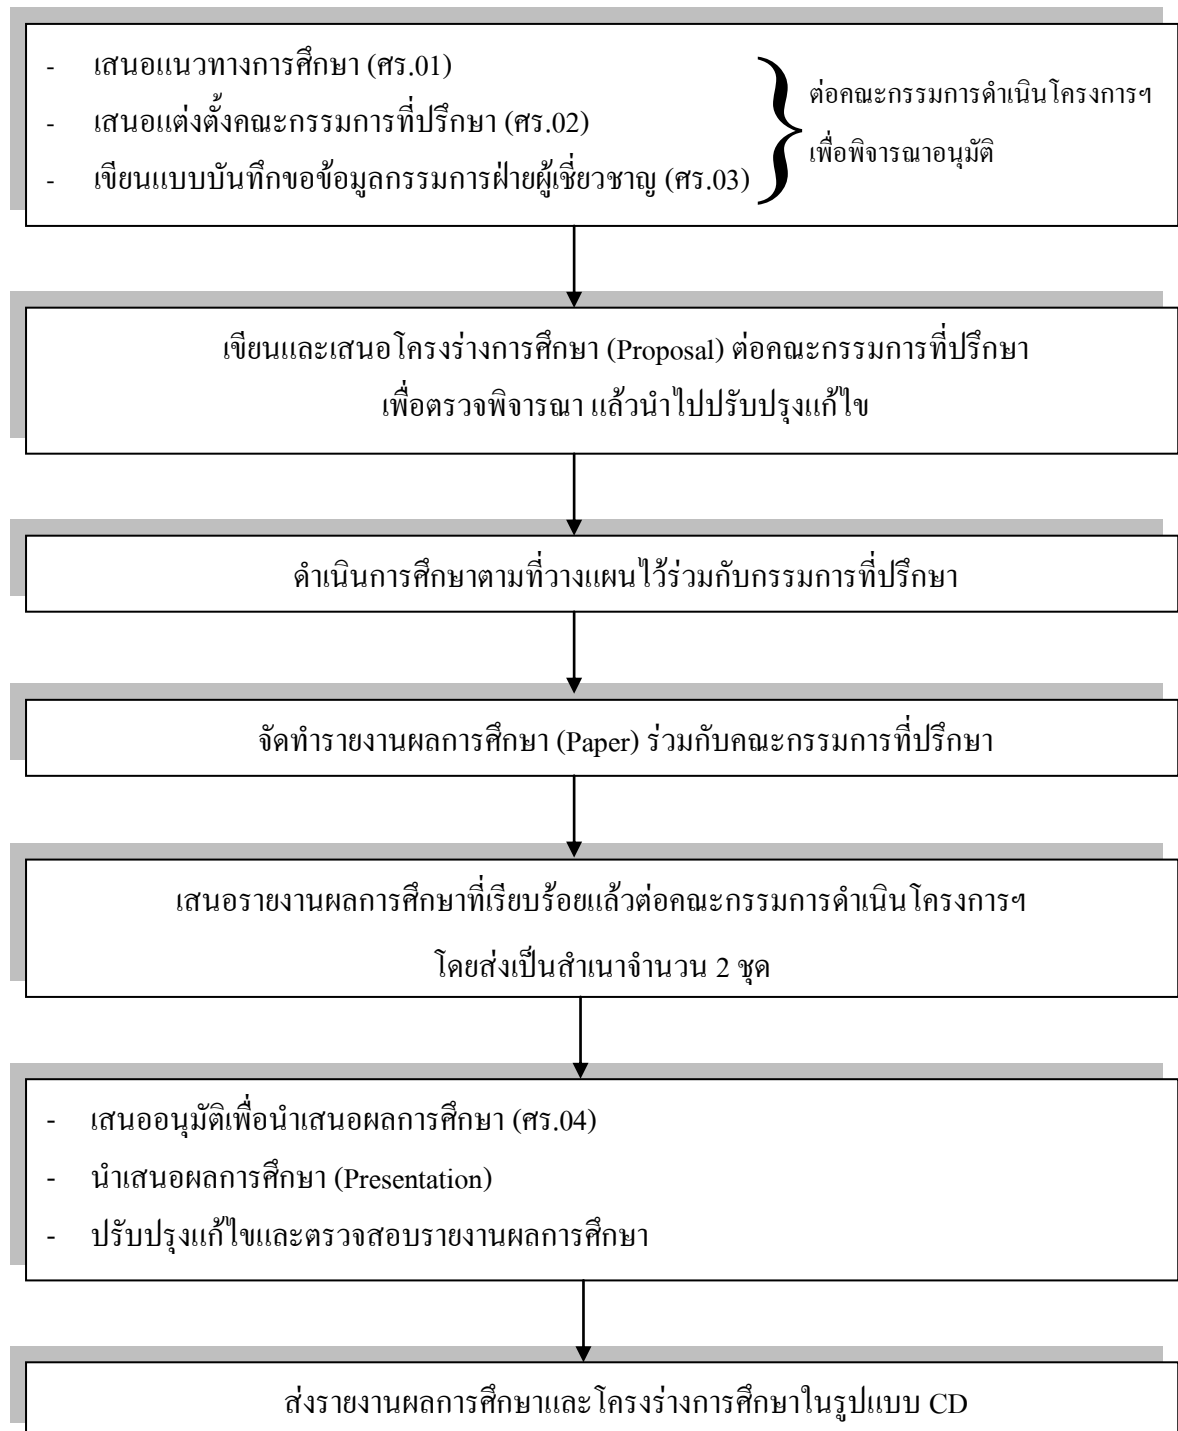 - เสนอแนวทางการศึกษา (ศร.01)
- เสนอแต่งตั้งคณะกรรมการที่ปรึกษา (ศร.02)
- เขียนแบบบันทึกขอข้อมูลกรรมการฝ่ายผู้เชี่ยวชาญ (ศร.03)
ต่อคณะกรรมการดำเนินโครงการฯ
เพื่อพิจารณาอนุมัติ
เขียนและเสนอโครงร่างการศึกษา (Proposal) ต่อคณะกรรมการที่ปรึกษา
เพื่อตรวจพิจารณา แล้วนำไปปรับปรุงแก้ไข
ดำเนินการศึกษาตามที่วางแผนไว้ร่วมกับกรรมการที่ปรึกษา
จัดทำรายงานผลการศึกษา (Paper) ร่วมกับคณะกรรมการที่ปรึกษา
เสนอรายงานผลการศึกษาที่เรียบร้อยแล้วต่อคณะกรรมการดำเนินโครงการฯ
โดยส่งเป็นสำเนาจำนวน 2 ชุด
- เสนออนุมัติเพื่อนำเสนอผลการศึกษา (ศร.04)
- นำเสนอผลการศึกษา (Presentation)
- ปรับปรุงแก้ไขและตรวจสอบรายงานผลการศึกษา
ส่งรายงานผลการศึกษาและโครงร่างการศึกษาในรูปแบบ CD